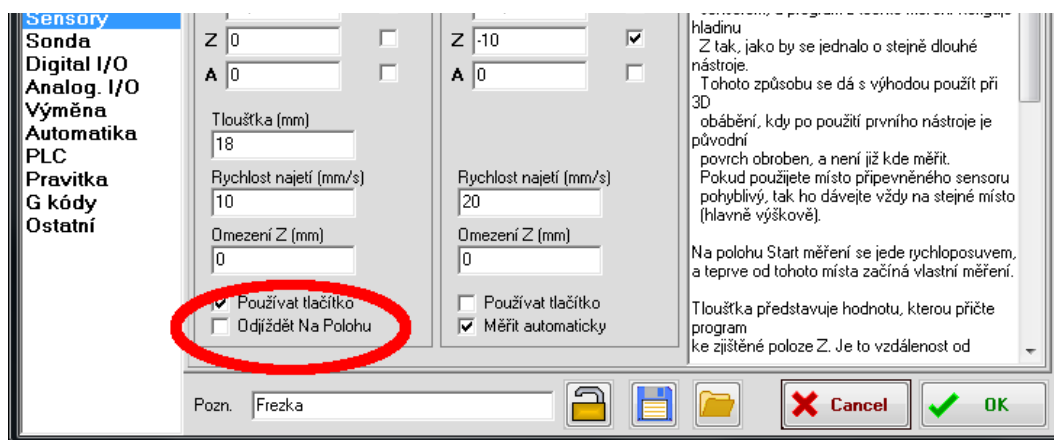 Sensory
Sonda
Digital I/O
Analog. I/O
Výměna
Automatika
PLC
Pravitka
G kódy
Ostatní
Z 0
A 0
Tloušťka (mm)
18
Rychlost najetí (mm/s)
10
Omezení Z (mm)
0
Používat tlačítko
Odjíždět Na Polohu
Z -10
A 0
Rychlost najetí (mm/s)
20
Omezení Z (mm)
0
Používat tlačítko
Měřit automaticky
hladinu
Z tak, jako by se jednalo o stejně dlouhé
nástroje.
Tohoto způsobu se dá s výhodou použít při
3D
obábění, kdy po použití prvního nástroje je
původní
povrch obroben, a není již kde měřit.
Pokud použijete místo připevněného sensoru
pohyblivý, tak ho dávejte vždy na stejné místo
(hlavně výškově).
Na polohu Start měření se jede rychloposuvem,
a teprve od tohoto místa začíná vlastní měření.
Tloušťka představuje hodnotu, kterou přičte
program
ke zjištěné poloze Z. Je to vzdálenost od
Pozn. Frezka
Cancel
OK